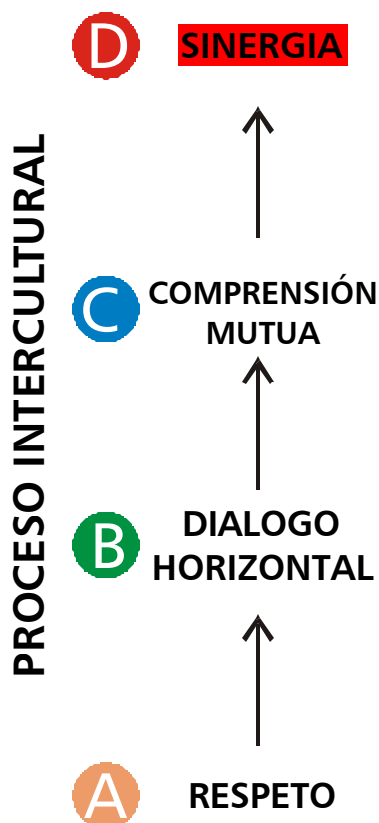 PROCESO INTERCULTURAL
D SINERGIA
C COMPRENSIÓN
MUTUA
B DIALOGO
HORIZONTAL
A RESPETO